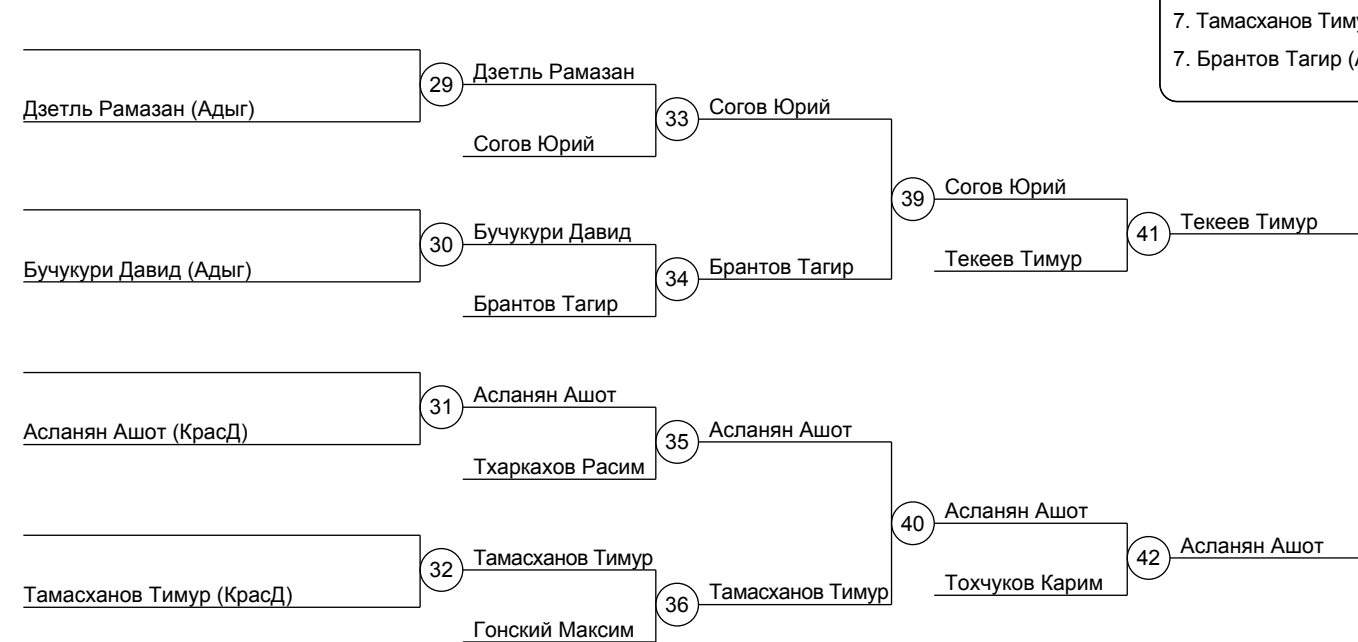 7. Тамасханов Тим
7. Брантов Тагир (
29
Дзетль Рамазан
Дзетль Рамазан (Адыг)
33
Согов Юрий
Согов Юрий
39
Согов Юрий
30
Бучукури Давид
41
Текеев Тимур
Бучукури Давид (Адыг)
34
Брантов Тагир
Текеев Тимур
Брантов Тагир
31
Асланян Ашот
Асланян Ашот (КрасД)
35
Асланян Ашот
Тхаркахов Расим
40
Асланян Ашот
32
Тамасханов Тимур
42
Асланян Ашот
Тамасханов Тимур (КрасД)
36
Тамасханов Тимур
Тохчуков Карим
Гонский Максим